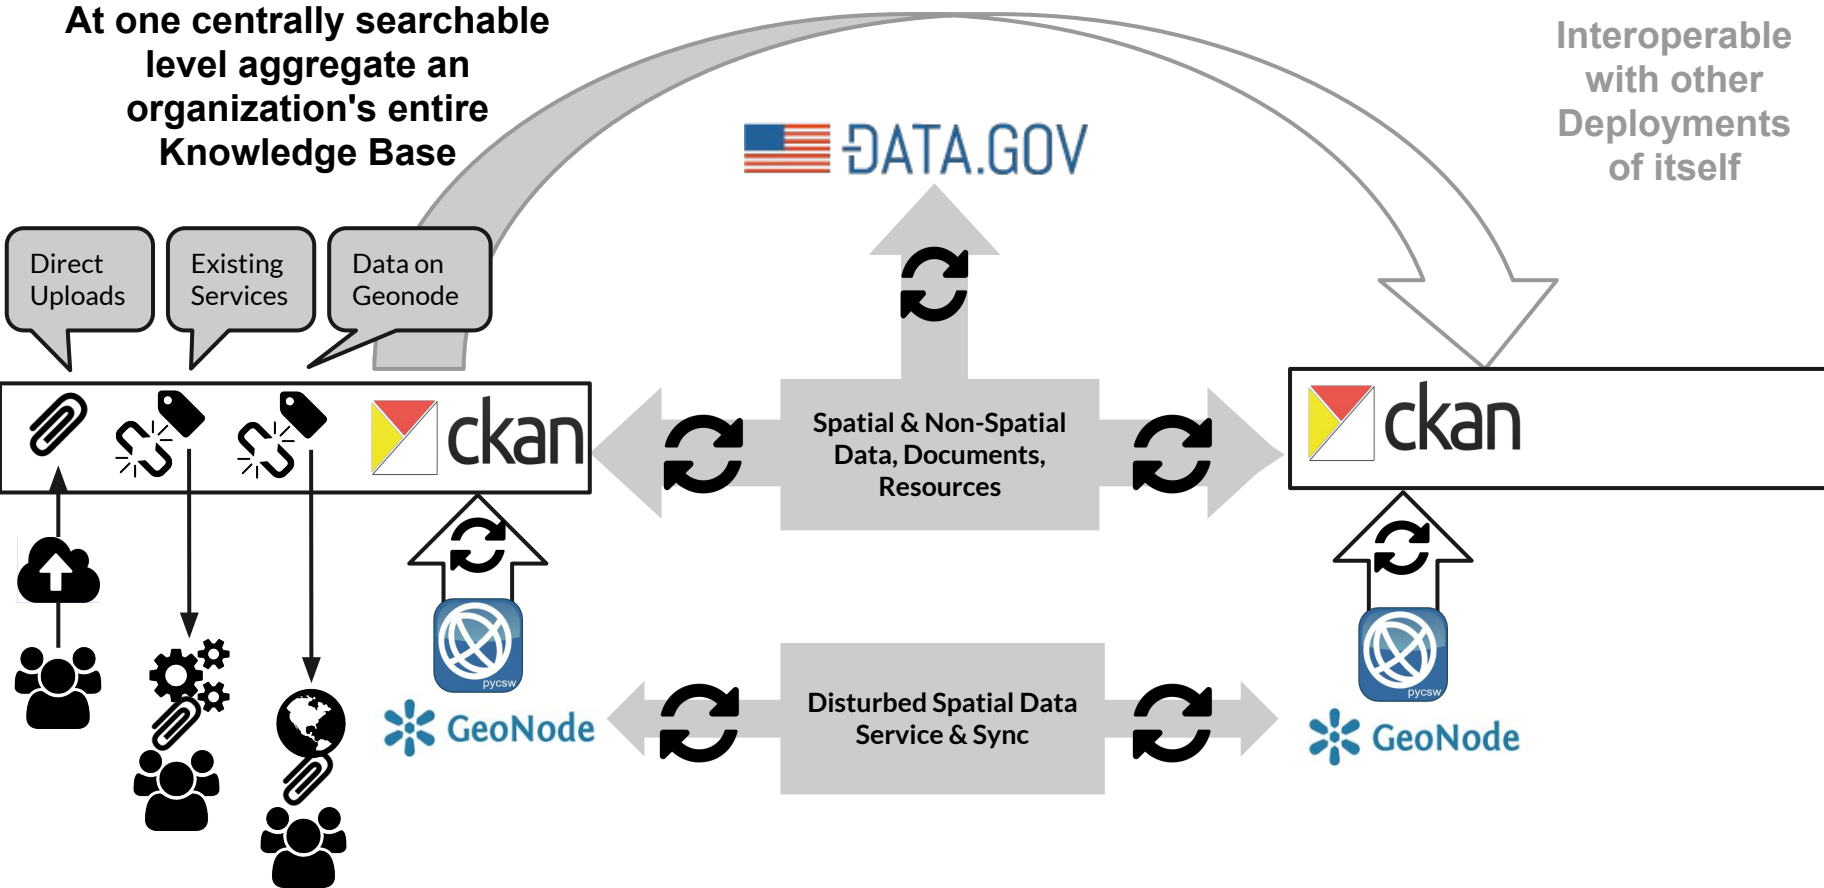 At one centrally searchable
level aggregate an
organization's entire
Knowledge Base
Interoperable
with other
Deployments
of itself
DATA.GOV
Direct
Uploads
Existing
Services
Data on
Geonode
ckan
Spatial & Non-Spatial
Data, Documents,
Resources
ckan
pycsw
GeoNode
Disturbed Spatial Data
Service & Sync
pycsw
GeoNode